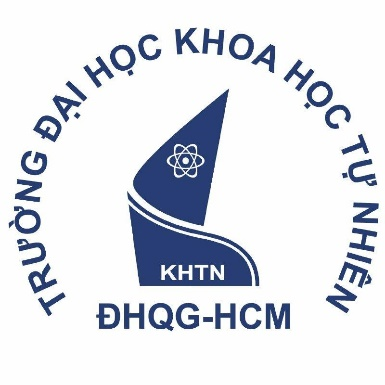 TRƯỜNG ĐẠI HỌC KHOA HỌC TỰ NHIÊN
KHTN
ĐHQG-HCM